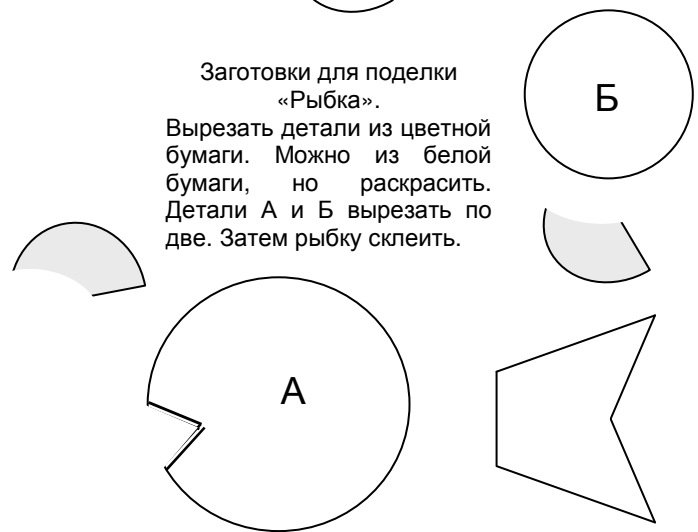 Заготовки для поделки
«Рыбка».
Вырезать детали из цветной
бумаги. Можно из белой
бумаги, но раскрасить.
Детали А и Б вырезать по
две. Затем рыбку склеить.
Б
А